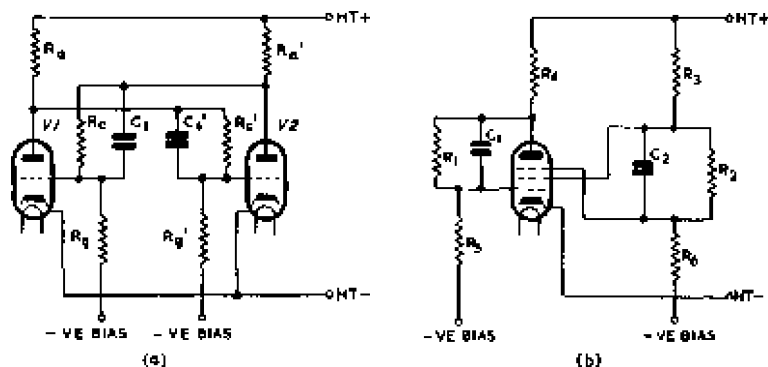 HT+
Ra
Ra'
V1
Rc
C1
C1'
Rc'
V2
Rg
Rg'
HT-
-VE BIAS
-VE BIAS
(a)
HT+
R4
R3
R1
C1
C2
R2
R5
R6
HT-
-VE BIAS
-VE BIAS
(b)